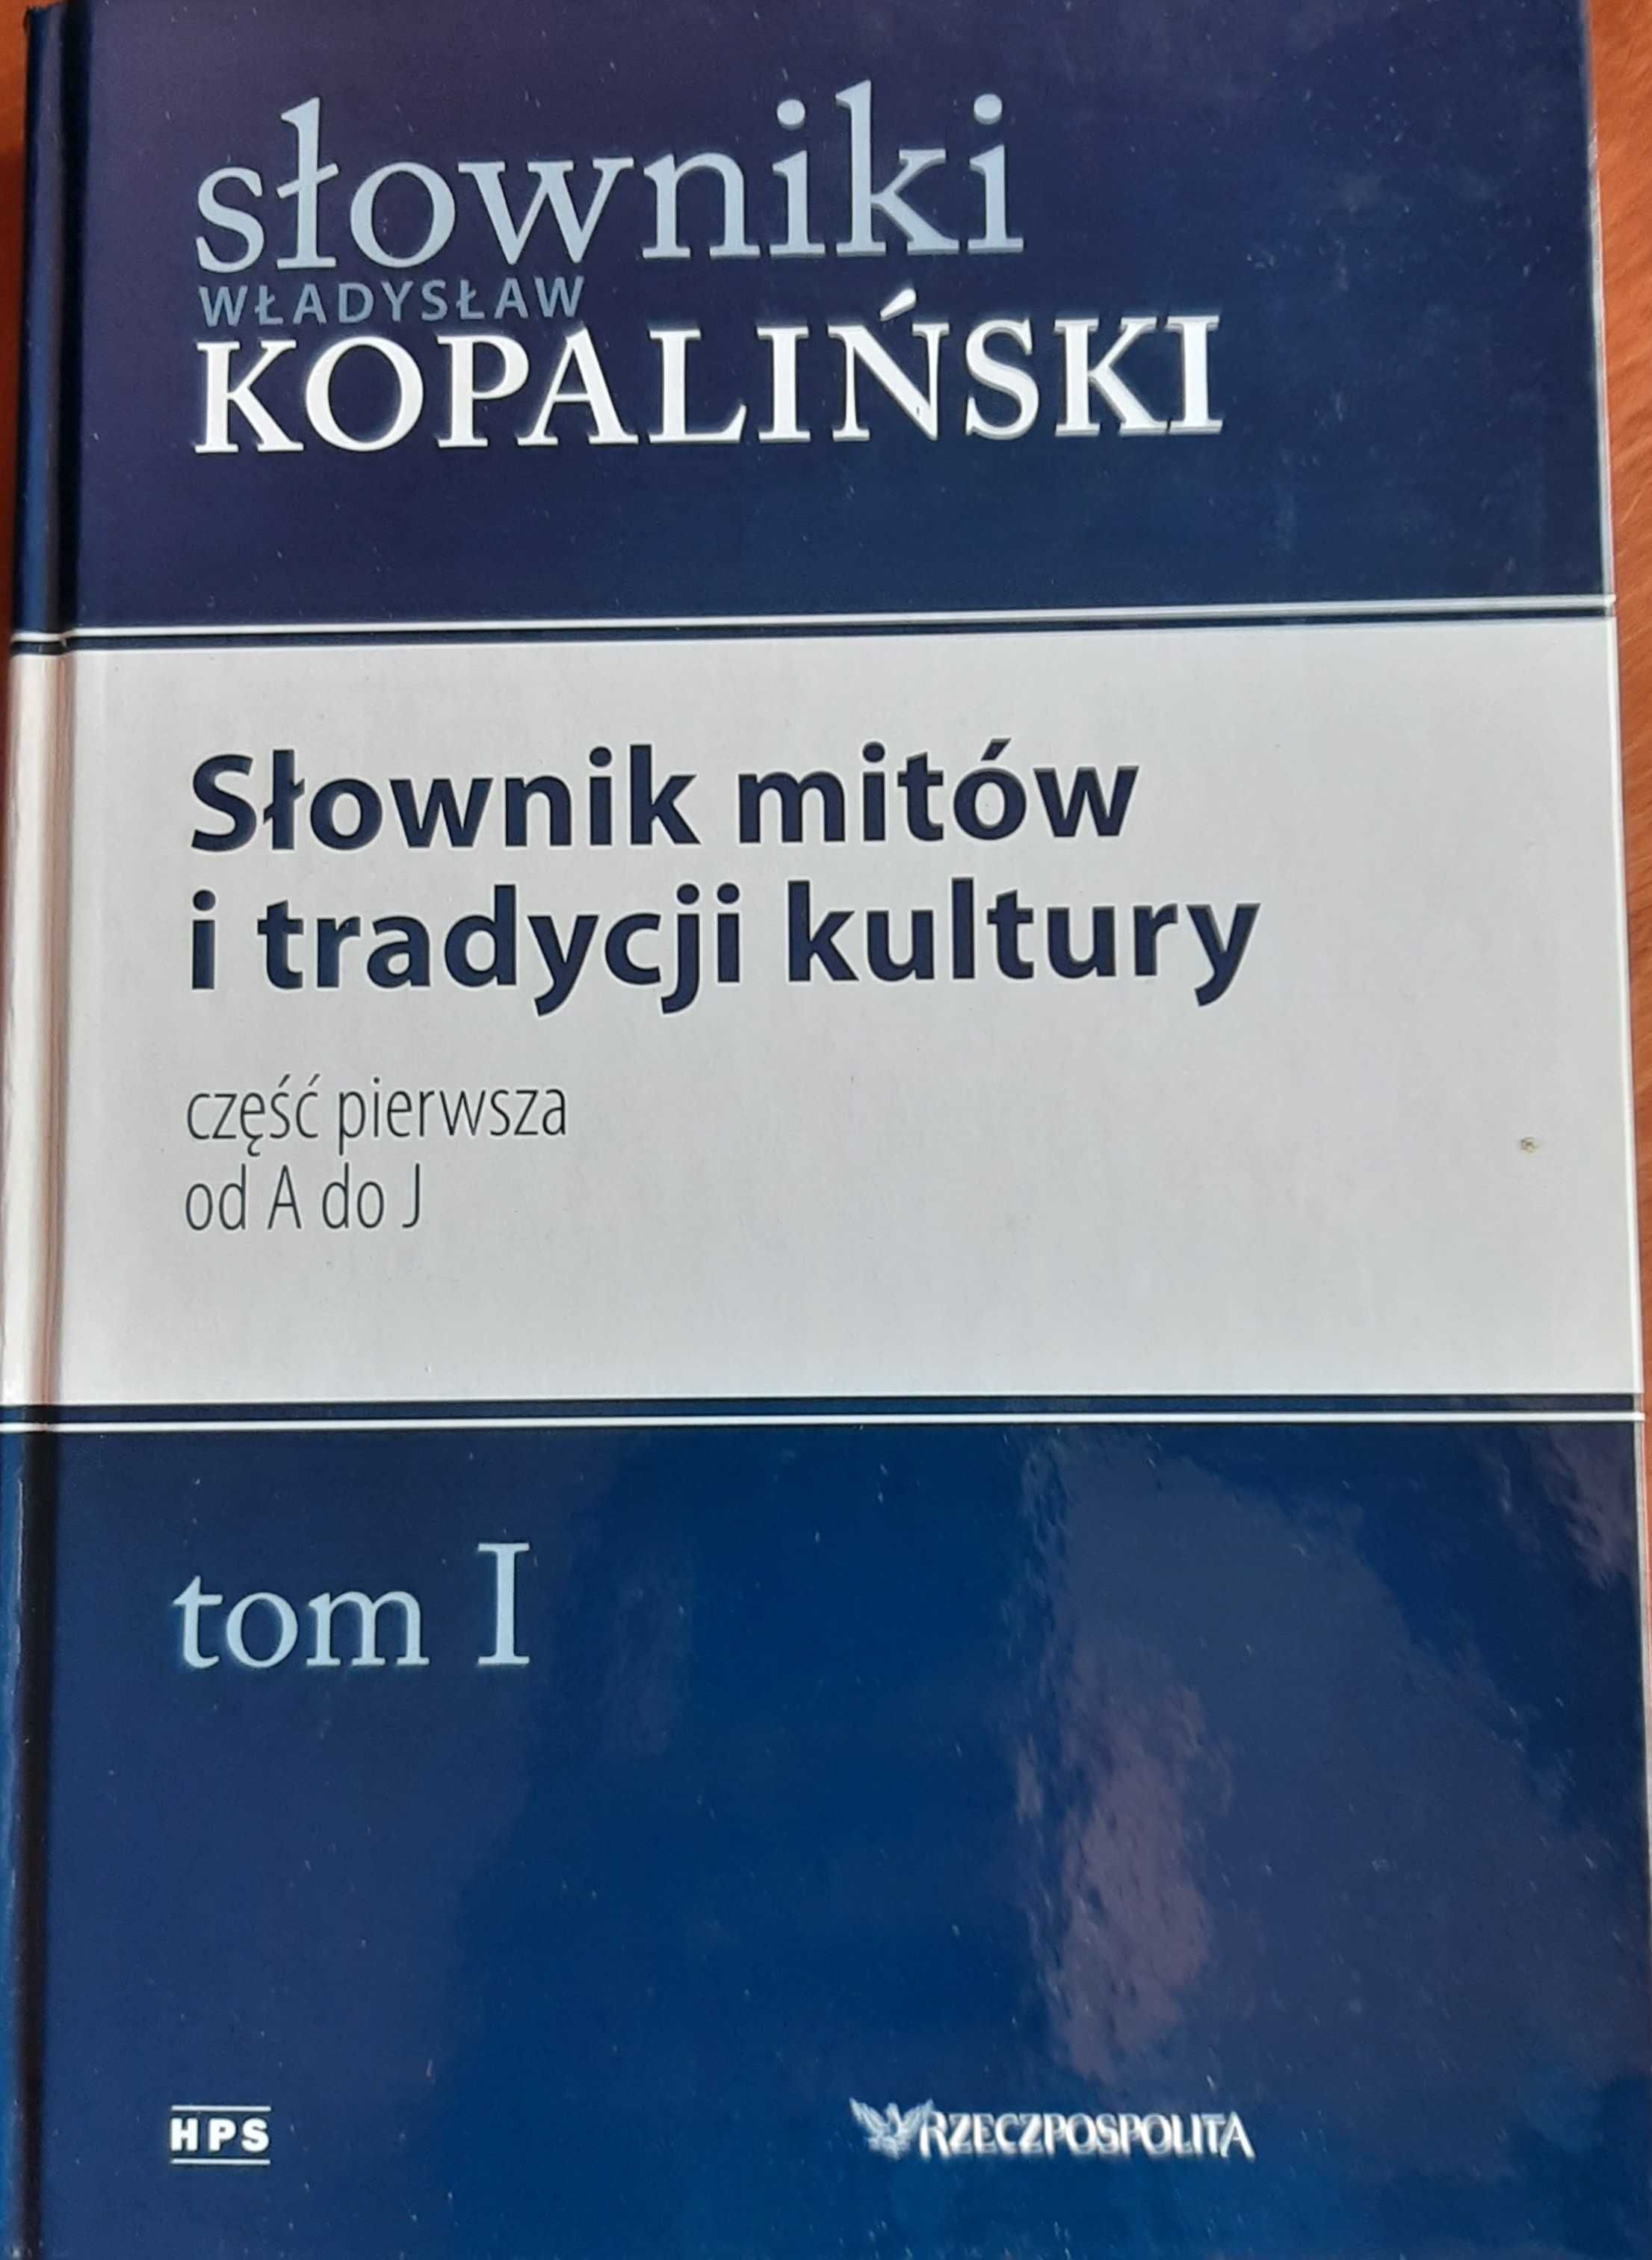 słowniki
WŁADYSŁAW
KOPALIŃSKI
Słownik mitów
i tradycji kultury
część pierwsza
od A do J
tom I
HPS
RZECZPOSPOLITA